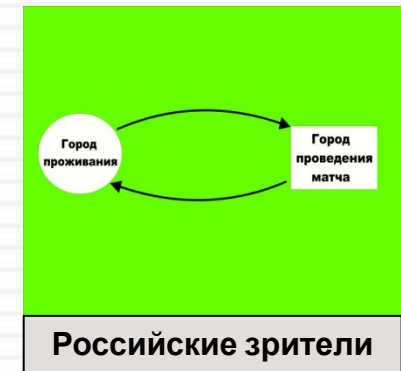 Город
проживания
Город
проведения
матча
Российские зрители